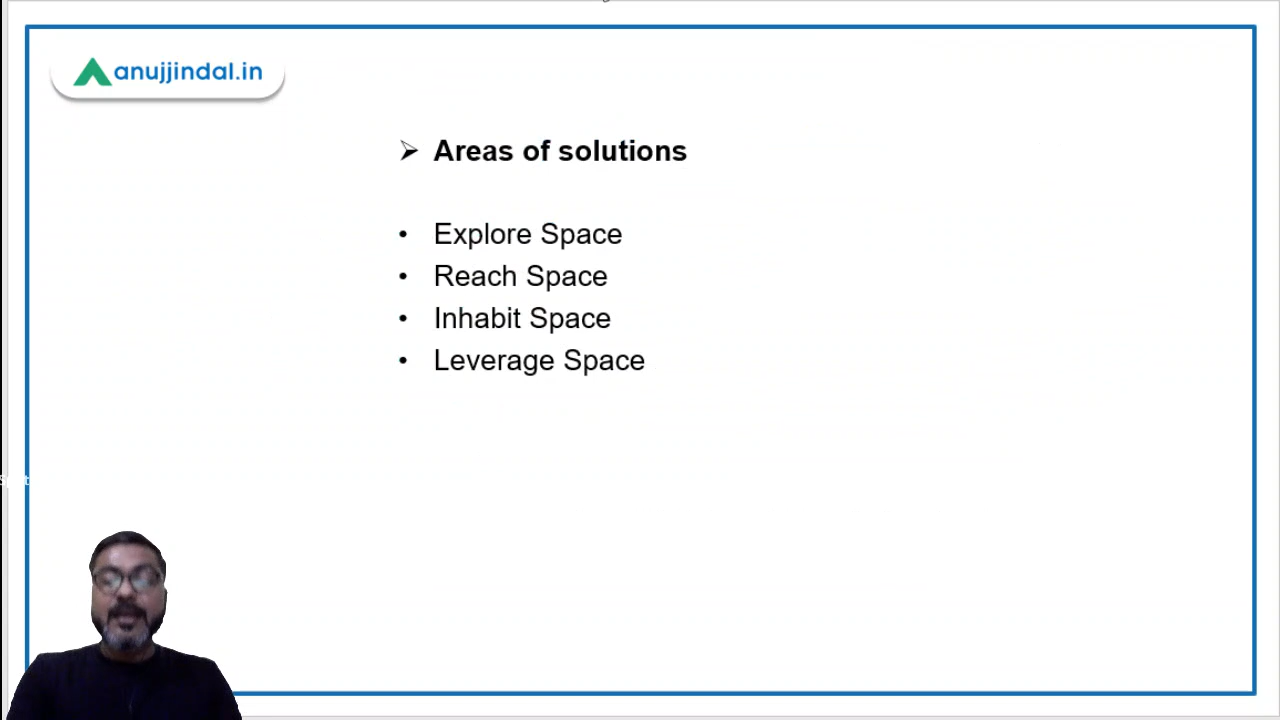 anujjindal.in
➢ Areas of solutions
• Explore Space
• Reach Space
• Inhabit Space
• Leverage Space